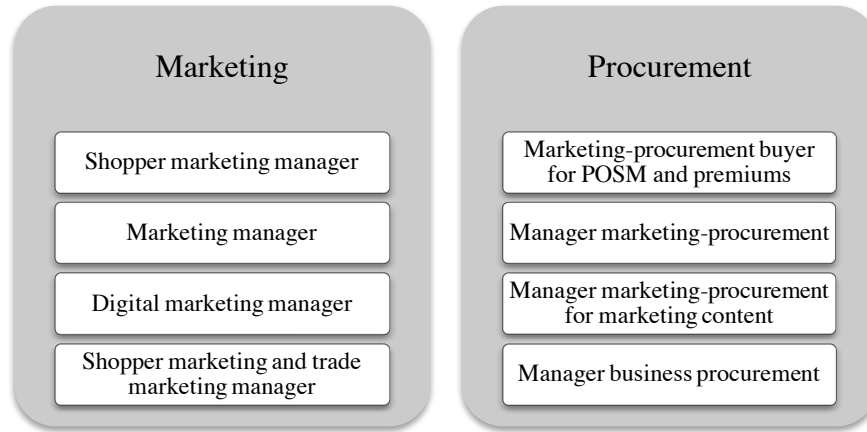 Marketing
Shopper marketing manager
Marketing manager
Digital marketing manager
Shopper marketing and trade
marketing manager
Procurement
Marketing-procurement buyer
for POSM and premiums
Manager marketing-procurement
Manager marketing-procurement
for marketing content
Manager business procurement